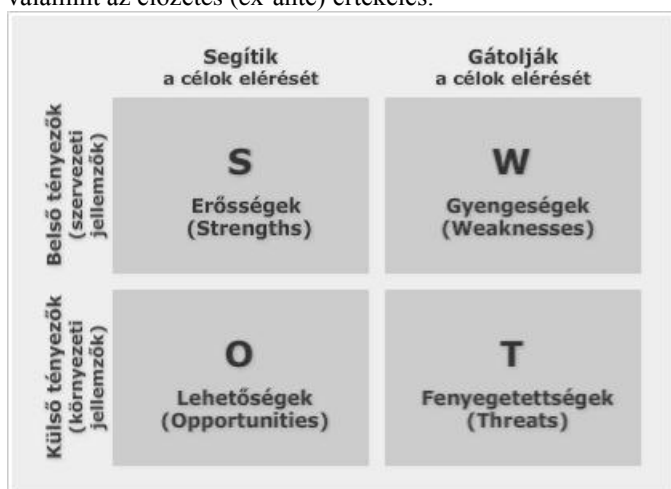 valamint az előzetes (ex-ante) értékelés.
Segítik
a célok elérését
Gátolják
a célok elérését
Belső tényezők
(szervezeti
jellemzők)
S
Erősségek
(Strengths)
W
Gyengeségek
(Weaknesses)
Külső tényezők
(környezeti
jellemzők)
O
Lehetőségek
(Opportunities)
T
Fenyegetettségek
(Threats)